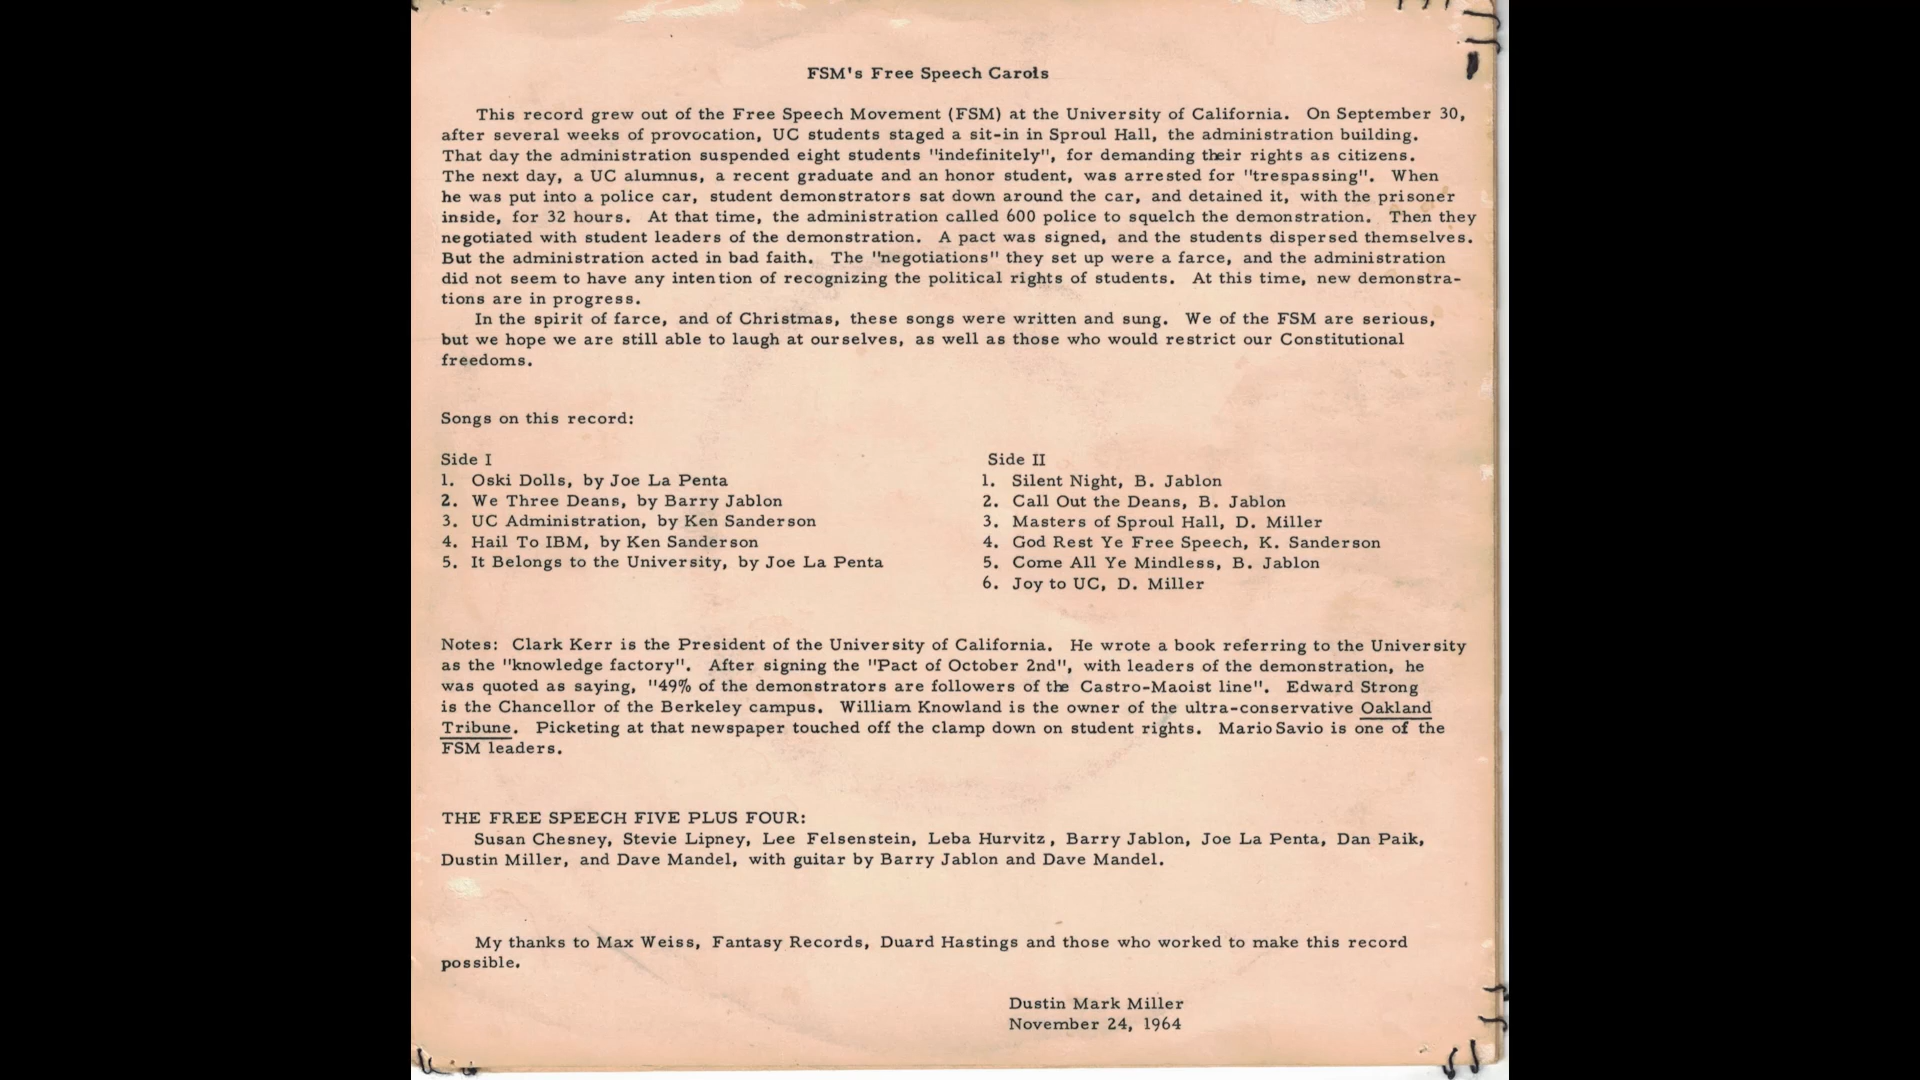 FSM's Free Speech Carols
This record grew out of the Free Speech Movement (FSM) at the University of California. On September 30,
after several weeks of provocation, UC students staged a sit-in in Sproul Hall, the administration building.
That day the administration suspended eight students "indefinitely", for demanding their rights as citizens.
The next day, a UC alumnus, a recent graduate and an honor student, was arrested for "trespassing". When
he was put into a police car, student demonstrators sat down around the car, and detained it, with the prisoner
inside, for 32 hours. At that time, the administration called 600 police to squelch the demonstration. Then they
negotiated with student leaders of the demonstration. A pact was signed, and the students dispersed themselves.
But the administration acted in bad faith. The "negotiations" they set up were a farce, and the administration
did not seem to have any intention of recognizing the political rights of students. At this time, new demonstra-
tions are in progress.
In the spirit of farce, and of Christmas, these songs were written and sung. We of the FSM are serious,
but we hope we are still able to laugh at ourselves, as well as those who would restrict our Constitutional
freedoms.
Songs on this record:
Side I
1. Oski Dolls, by Joe La Penta
2. We Three Deans, by Barry Jablon
3. UC Administration, by Ken Sanderson
4. Hail To IBM, by Ken Sanderson
5. It Belongs to the University, by Joe La Penta
Side II
1. Silent Night, B. Jablon
2. Call Out the Deans, B. Jablon
3. Masters of Sproul Hall, D. Miller
4. God Rest Ye Free Speech, K. Sanderson
5. Come All Ye Mindless, B. Jablon
6. Joy to UC, D. Miller
Notes: Clark Kerr is the President of the University of California. He wrote a book referring to the University
as the "knowledge factory". After signing the "Pact of October 2nd", with leaders of the demonstration, he
was quoted as saying, "49% of the demonstrators are followers of the Castro-Maoist line". Edward Strong
is the Chancellor of the Berkeley campus. William Knowland is the owner of the ultra-conservative Oakland
Tribune. Picketing at that newspaper touched off the clamp down on student rights. Mario Savio is one of the
FSM leaders.
THE FREE SPEECH FIVE PLUS FOUR:
Susan Chesney, Stevie Lipney, Lee Felsenstein, Leba Hurvitz, Barry Jablon, Joe La Penta, Dan Paik,
Dustin Miller, and Dave Mandel, with guitar by Barry Jablon and Dave Mandel.
My thanks to Max Weiss, Fantasy Records, Duard Hastings and those who worked to make this record
possible.
Dustin Mark Miller
November 24, 1964